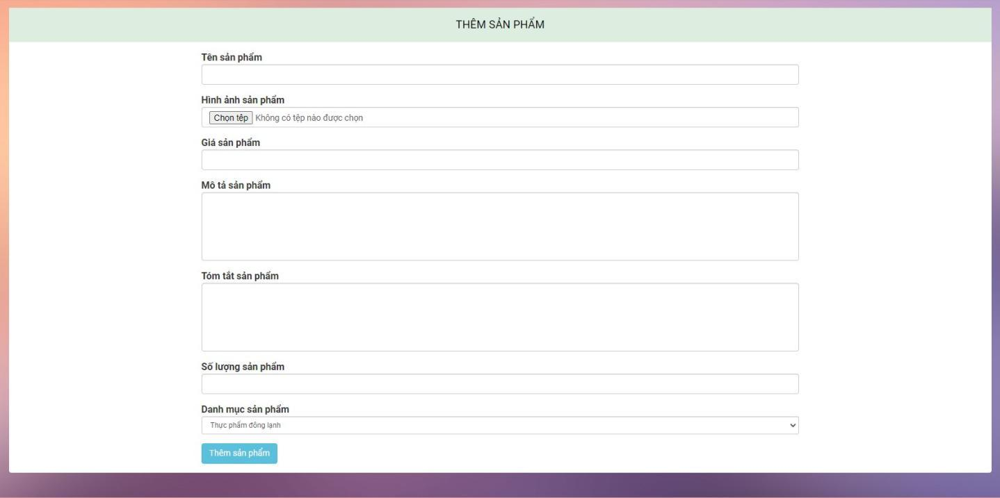 THÊM SẢN PHẨM
Tên sản phẩm
Hình ảnh sản phẩm
Chọn tệp Không có tệp nào được chọn
Giá sản phẩm
Mô tả sản phẩm
Tóm tắt sản phẩm
Số lượng sản phẩm
Danh mục sản phẩm
Thực phẩm đông lạnh
Thêm sản phẩm